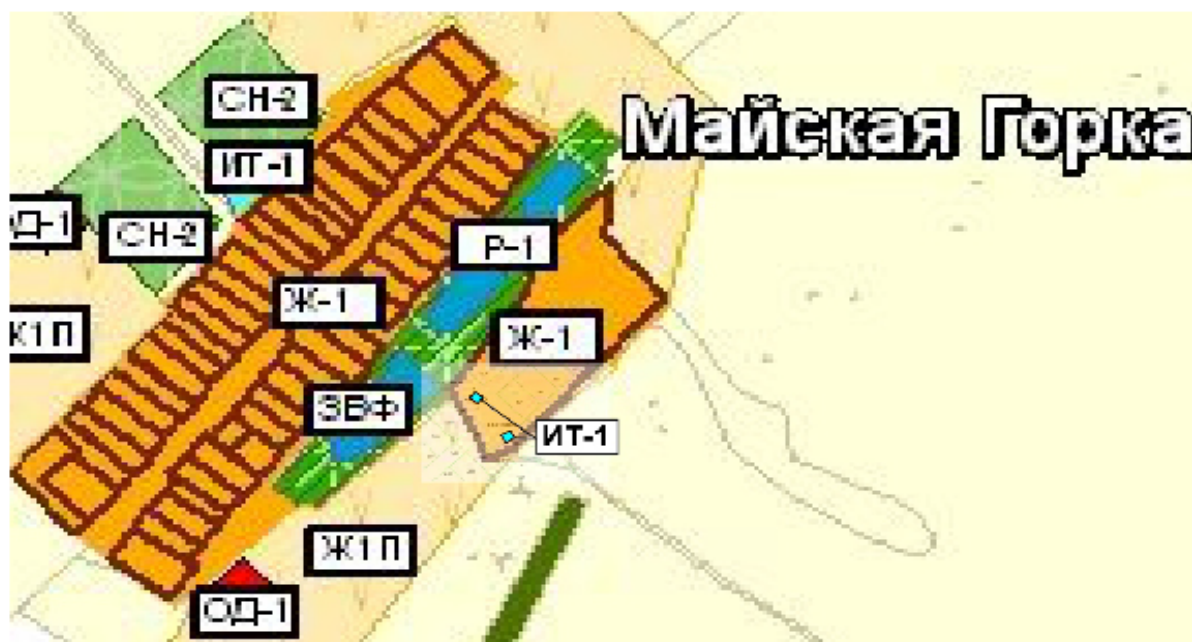 СН-2
Майская Горка
ИТ-1
ОД-1
СН-2
Р-1
Ж-1
Ж1П
Ж-1
ЗВФ
ИТ-1
Ж1П
ОД-1